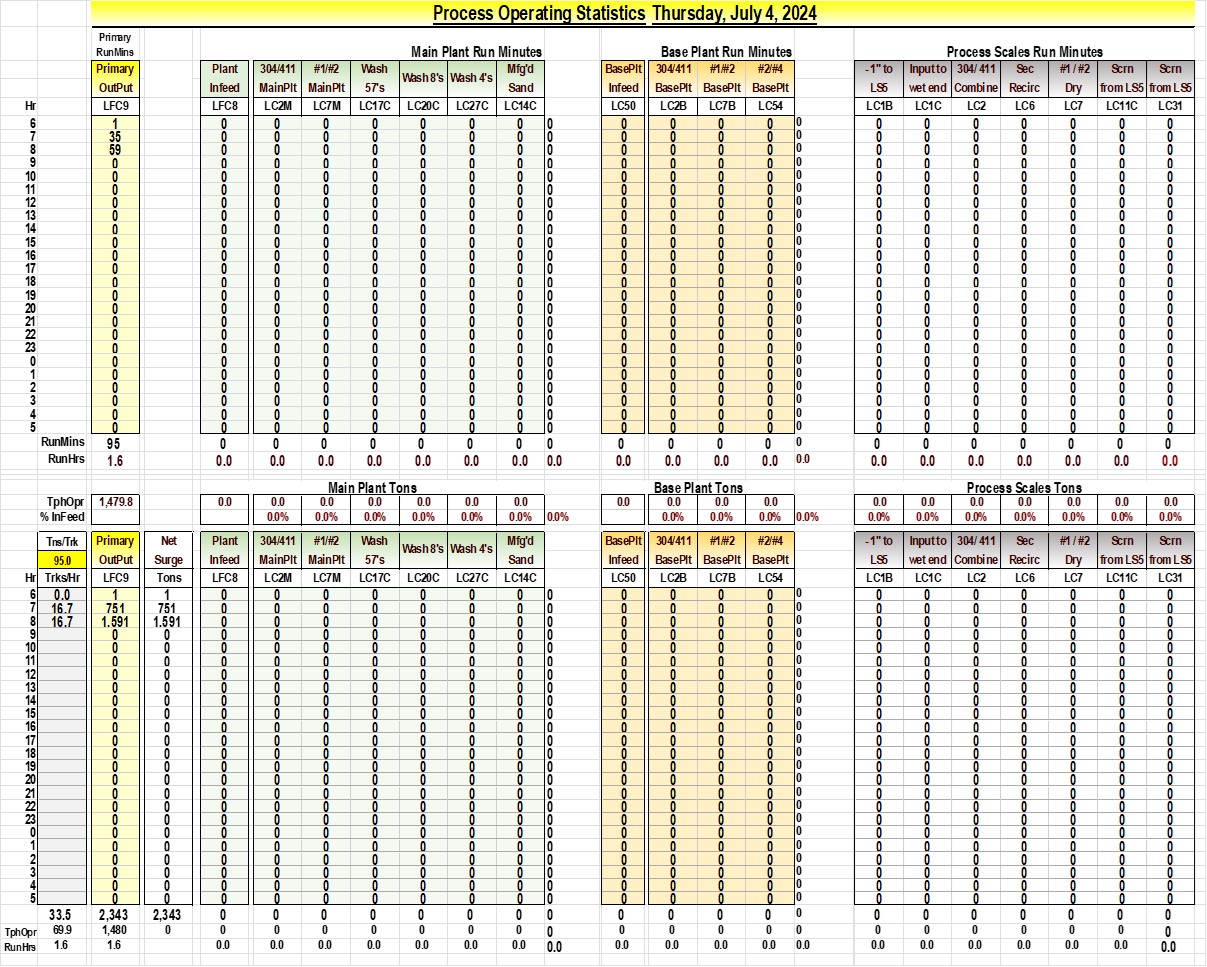 Process Operating Statistics Thursday, July 4, 2024
Primary
RunMins Main Plant Run Minutes Base Plant Run Minutes Process Scales Run Minutes
Primary Plant 304/411 #1/#2 Wash Wash 8's Wash 4's Mfg'd BasePlt 304/411 #1/#2 #2/#4 -1" to Input to 304/ 411 Sec #1 / #2 Scrn Scrn
OutPut Infeed MainPlt MainPlt 57's Sand Infeed BasePlt BasePlt BasePlt LS5 wet end Combine Recirc Dry from LS5 from LS5
Hr LFC9 LFC8 LC2M LC7M LC17C LC20C LC27C LC14C LC50 LC2B LC7B LC54 LC1B LC1C LC2 LC6 LC7 LC11C LC31
6 1 0 0 0 0 0 0 0 0 0 0 0 0 0 0 0 0 0 0 0 0
7 35 0 0 0 0 0 0 0 0 0 0 0 0 0 0 0 0 0 0 0 0
8 59 0 0 0 0 0 0 0 0 0 0 0 0 0 0 0 0 0 0 0 0
9 0 0 0 0 0 0 0 0 0 0 0 0 0 0 0 0 0 0 0 0 0
10 0 0 0 0 0 0 0 0 0 0 0 0 0 0 0 0 0 0 0 0 0
11 0 0 0 0 0 0 0 0 0 0 0 0 0 0 0 0 0 0 0 0 0
12 0 0 0 0 0 0 0 0 0 0 0 0 0 0 0 0 0 0 0 0 0
13 0 0 0 0 0 0 0 0 0 0 0 0 0 0 0 0 0 0 0 0 0
14 0 0 0 0 0 0 0 0 0 0 0 0 0 0 0 0 0 0 0 0 0
15 0 0 0 0 0 0 0 0 0 0 0 0 0 0 0 0 0 0 0 0 0
16 0 0 0 0 0 0 0 0 0 0 0 0 0 0 0 0 0 0 0 0 0
17 0 0 0 0 0 0 0 0 0 0 0 0 0 0 0 0 0 0 0 0 0
18 0 0 0 0 0 0 0 0 0 0 0 0 0 0 0 0 0 0 0 0 0
19 0 0 0 0 0 0 0 0 0 0 0 0 0 0 0 0 0 0 0 0 0
20 0 0 0 0 0 0 0 0 0 0 0 0 0 0 0 0 0 0 0 0 0
21 0 0 0 0 0 0 0 0 0 0 0 0 0 0 0 0 0 0 0 0 0
22 0 0 0 0 0 0 0 0 0 0 0 0 0 0 0 0 0 0 0 0 0
23 0 0 0 0 0 0 0 0 0 0 0 0 0 0 0 0 0 0 0 0 0
0 0 0 0 0 0 0 0 0 0 0 0 0 0 0 0 0 0 0 0 0 0
1 0 0 0 0 0 0 0 0 0 0 0 0 0 0 0 0 0 0 0 0 0
2 0 0 0 0 0 0 0 0 0 0 0 0 0 0 0 0 0 0 0 0 0
3 0 0 0 0 0 0 0 0 0 0 0 0 0 0 0 0 0 0 0 0 0
4 0 0 0 0 0 0 0 0 0 0 0 0 0 0 0 0 0 0 0 0 0
5 0 0 0 0 0 0 0 0 0 0 0 0 0 0 0 0 0 0 0 0 0
RunMins 95 0 0 0 0 0 0 0 0 0 0 0 0 0 0 0 0 0 0 0
RunHrs 1.6 0.0 0.0 0.0 0.0 0.0 0.0 0.0 0.0 0.0 0.0 0.0 0.0 0.0 0.0 0.0 0.0 0.0 0.0 0.0 0.0
Main Plant Tons Base Plant Tons Process Scales Tons
TphOpr 1,479.8 0.0 0.0 0.0 0.0 0.0 0.0 0.0 0.0 0.0 0.0 0.0 0.0 0.0 0.0 0.0 0.0 0.0 0.0
% InFeed 0.0% 0.0% 0.0% 0.0% 0.0% 0.0% 0.0% 0.0% 0.0% 0.0% 0.0% 0.0% 0.0% 0.0% 0.0% 0.0% 0.0% 0.0%
Tns/Trk Primary Net Plant 304/411 #1/#2 Wash Wash 8's Wash 4's Mfg'd BasePlt 304/411 #1/#2 #2/#4 -1" to Input to 304/ 411 Sec #1 / #2 Scrn Scrn
95.0 OutPut Surge Infeed MainPlt MainPlt 57's Sand Infeed BasePlt BasePlt BasePlt LS5 wet end Combine Recirc Dry from LS5 from LS5
Hr Trks/Hr LFC9 Tons LFC8 LC2M LC7M LC17C LC20C LC27C LC14C LC50 LC2B LC7B LC54 LC1B LC1C LC2 LC6 LC7 LC11C LC31
6 0.0 1 1 0 0 0 0 0 0 0 0 0 0 0 0 0 0 0 0 0 0 0 0
7 16.7 751 751 0 0 0 0 0 0 0 0 0 0 0 0 0 0 0 0 0 0 0 0
8 16.7 1,591 1,591 0 0 0 0 0 0 0 0 0 0 0 0 0 0 0 0 0 0 0 0
9 0 0 0 0 0 0 0 0 0 0 0 0 0 0 0 0 0 0 0 0 0 0
10 0 0 0 0 0 0 0 0 0 0 0 0 0 0 0 0 0 0 0 0 0 0
11 0 0 0 0 0 0 0 0 0 0 0 0 0 0 0 0 0 0 0 0 0 0
12 0 0 0 0 0 0 0 0 0 0 0 0 0 0 0 0 0 0 0 0 0 0
13 0 0 0 0 0 0 0 0 0 0 0 0 0 0 0 0 0 0 0 0 0 0
14 0 0 0 0 0 0 0 0 0 0 0 0 0 0 0 0 0 0 0 0 0 0
15 0 0 0 0 0 0 0 0 0 0 0 0 0 0 0 0 0 0 0 0 0 0
16 0 0 0 0 0 0 0 0 0 0 0 0 0 0 0 0 0 0 0 0 0 0
17 0 0 0 0 0 0 0 0 0 0 0 0 0 0 0 0 0 0 0 0 0 0
18 0 0 0 0 0 0 0 0 0 0 0 0 0 0 0 0 0 0 0 0 0 0
19 0 0 0 0 0 0 0 0 0 0 0 0 0 0 0 0 0 0 0 0 0 0
20 0 0 0 0 0 0 0 0 0 0 0 0 0 0 0 0 0 0 0 0 0 0
21 0 0 0 0 0 0 0 0 0 0 0 0 0 0 0 0 0 0 0 0 0 0
22 0 0 0 0 0 0 0 0 0 0 0 0 0 0 0 0 0 0 0 0 0 0
23 0 0 0 0 0 0 0 0 0 0 0 0 0 0 0 0 0 0 0 0 0 0
0 0 0 0 0 0 0 0 0 0 0 0 0 0 0 0 0 0 0 0 0 0 0
1 0 0 0 0 0 0 0 0 0 0 0 0 0 0 0 0 0 0 0 0 0 0
2 0 0 0 0 0 0 0 0 0 0 0 0 0 0 0 0 0 0 0 0 0 0
3 0 0 0 0 0 0 0 0 0 0 0 0 0 0 0 0 0 0 0 0 0 0
4 0 0 0 0 0 0 0 0 0 0 0 0 0 0 0 0 0 0 0 0 0 0
5 0 0 0 0 0 0 0 0 0 0 0 0 0 0 0 0 0 0 0 0 0 0
33.5 2,343 2,343 0 0 0 0 0 0 0 0 0 0 0 0 0 0 0 0 0 0 0
TphOpr 69.9 1,480 0 0 0 0 0 0 0 0 0 0 0 0 0 0 0 0 0 0 0 0 0
RunHrs 1.6 1.6 0.0 0.0 0.0 0.0 0.0 0.0 0.0 0.0 0.0 0.0 0.0 0.0 0.0 0.0 0.0 0.0 0.0 0.0 0.0 0.0